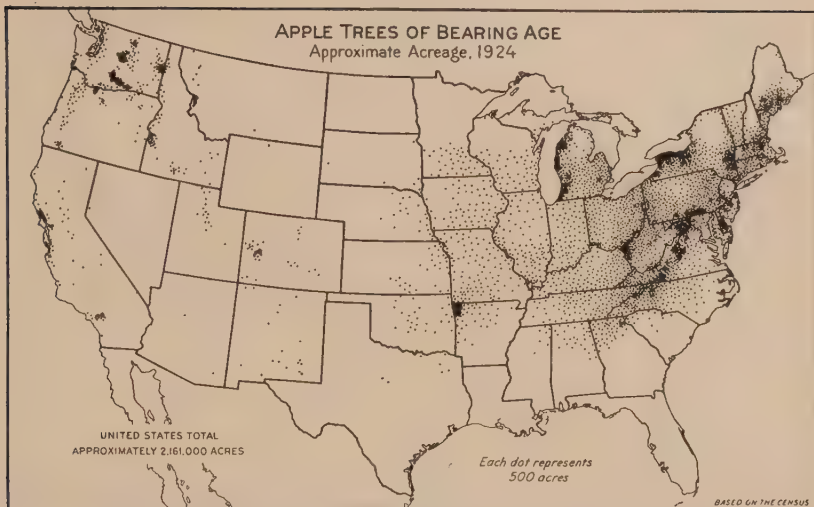 APPLE TREES OF BEARING AGE
Approximate Acreage, 1924
UNITED STATES TOTAL
APPROXIMATELY 2,161,000 ACRES
Each dot represents
500 acres
BASED ON THE CENSUS